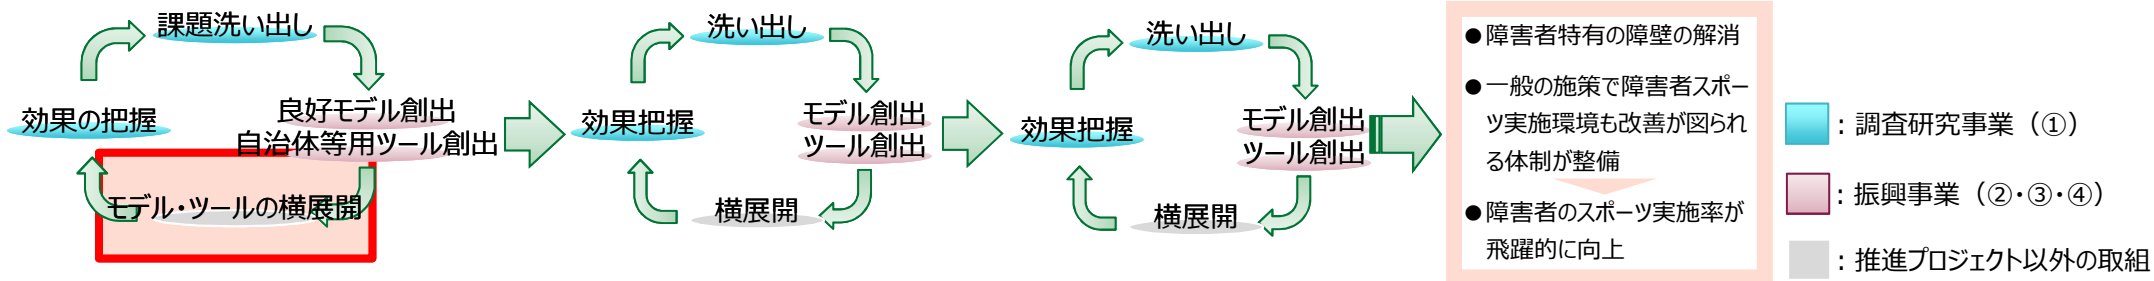 課題洗い出し
効果の把握
良好モデル創出
自治体等用ツール創出
モデル・ツールの横展開
洗い出し
効果把握
モデル創出
ツール創出
横展開
洗い出し
効果把握
モデル創出
ツール創出
横展開
●障害者特有の障壁の解消
●一般の施策で障害者スポー
ツ実施環境も改善が図られ
る体制が整備
●障害者のスポーツ実施率が
飛躍的に向上
：調査研究事業（①）
：振興事業（②・③・④）
：推進プロジェクト以外の取組